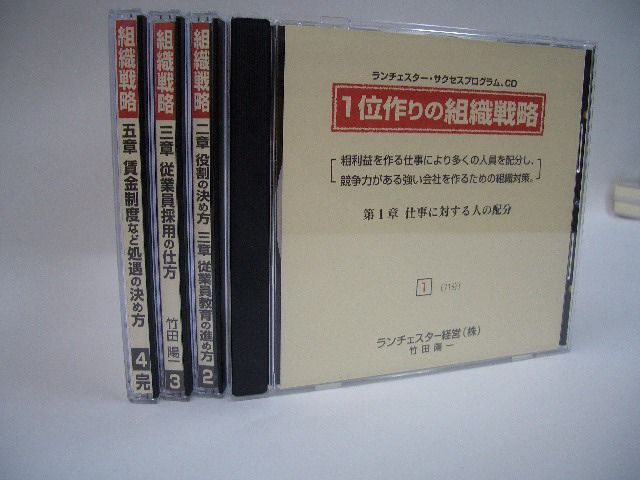 組織戦略
五章 賃金制度など処遇の決め方
4
完
組織戦略
三章 従業員採用の仕方
竹田 陽一
3
組織戦略
二章 役割の決め方 三章 従業員教育の進め方
2
ランチェスター・サクセスプログラム、CD
1位作りの組織戦略
粗利益を作る仕事により多くの人員を配分し、
競争力がある強い会社を作るための組織対策。
第1章 仕事に対する人の配分
1 (71分)
ランチェスター経営(株)
竹田 陽一